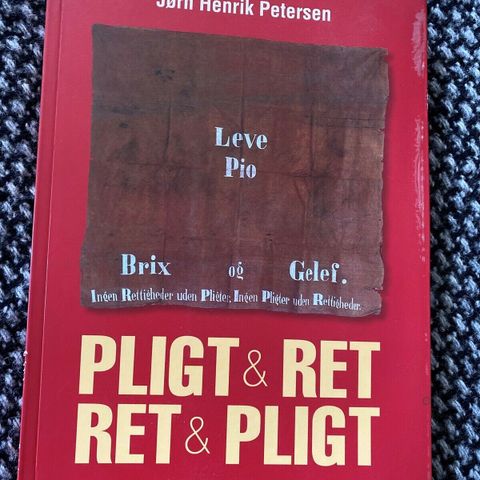 Jørn Henrik Petersen
Leve
Pio
Brix og Gelef.
Ingen Rettigheder uden Pligter, Ingen Pligter uden Rettigheder.
PLIGT & RET
RET & PLIGT